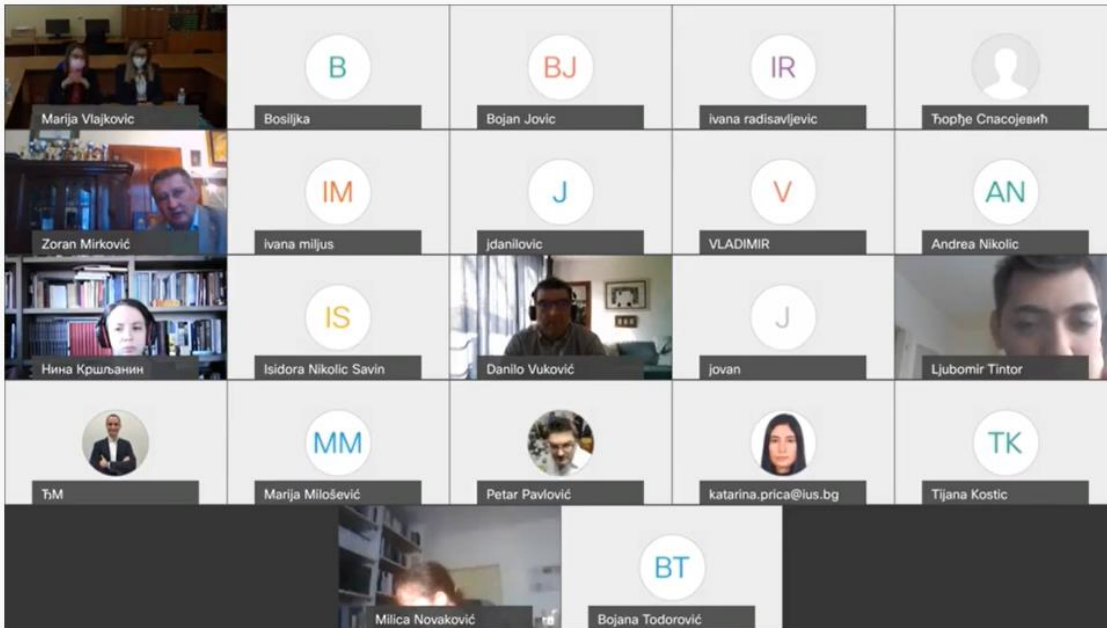 Marija Vlajkovic
B
Bosiljka
BJ
Bojan Jovic
IR
ivana radisavljevic
Ђорђе Спасојевић
Zoran Mirković
IM
ivana miljus
J
jdanilovic
V
VLADIMIR
AN
Andrea Nikolic
Нина Кршљанин
IS
Isidora Nikolic Savin
Danilo Vuković
J
jovan
Ljubomir Tintor
ЂМ
MM
Marija Milošević
Petar Pavlović
katarina.prica@ius.bg
TK
Tijana Kostic
Milica Novaković
BT
Bojana Todorović